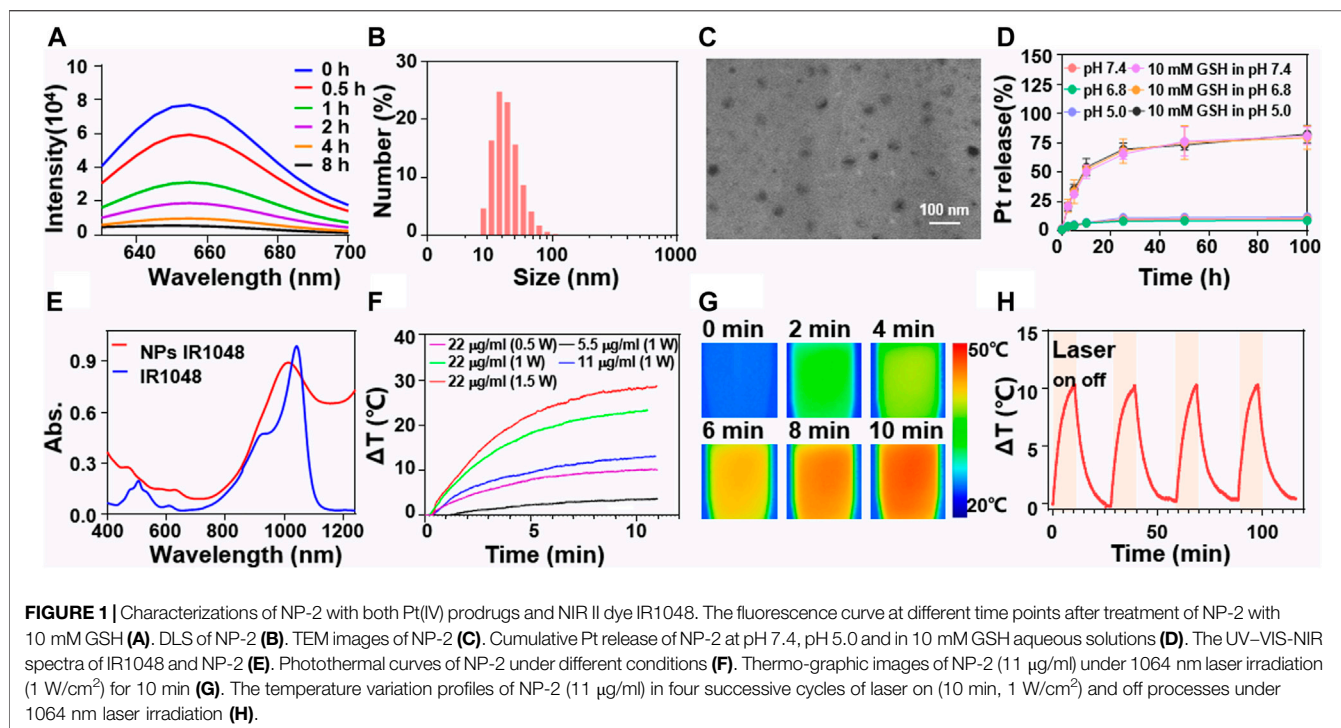 A
Intensity(10⁴)
10
8
6
4
2
0
0 h
0.5 h
1 h
2 h
4 h
8 h
640 660 680 700
Wavelength (nm)
B
Number (%)
30
20
10
0
0 10 100 1000
Size (nm)
C
100 nm
D
Pt release(%)
150
125
100
75
50
25
0
pH 7.4 10 mM GSH in pH 7.4
pH 6.8 10 mM GSH in pH 6.8
pH 5.0 10 mM GSH in pH 5.0
0 20 40 60 80 100
Time (h)
E
Abs.
0.9
0.6
0.3
0.0
NPs IR1048
IR1048
400 600 800 1000 1200
Wavelength (nm)
F
ΔT (°C)
40
30
20
10
0
22 μg/ml (0.5 W) 5.5 μg/ml (1 W)
22 μg/ml (1 W) 11 μg/ml (1 W)
22 μg/ml (1.5 W)
0 5 10
Time (min)
G
0 min 2 min 4 min
6 min 8 min 10 min
50℃
20℃
H
ΔT (℃)
15
10
5
0
Laser
on off
0 50 100
Time (min)
FIGURE 1 | Characterizations of NP-2 with both Pt(IV) prodrugs and NIR II dye IR1048. The fluorescence curve at different time points after treatment of NP-2 with
10 mM GSH (A). DLS of NP-2 (B). TEM images of NP-2 (C). Cumulative Pt release of NP-2 at pH 7.4, pH 5.0 and in 10 mM GSH aqueous solutions (D). The UV–VIS-NIR
spectra of IR1048 and NP-2 (E). Photothermal curves of NP-2 under different conditions (F). Thermo-graphic images of NP-2 (11 μg/ml) under 1064 nm laser irradiation
(1 W/cm²) for 10 min (G). The temperature variation profiles of NP-2 (11 μg/ml) in four successive cycles of laser on (10 min, 1 W/cm²) and off processes under
1064 nm laser irradiation (H).